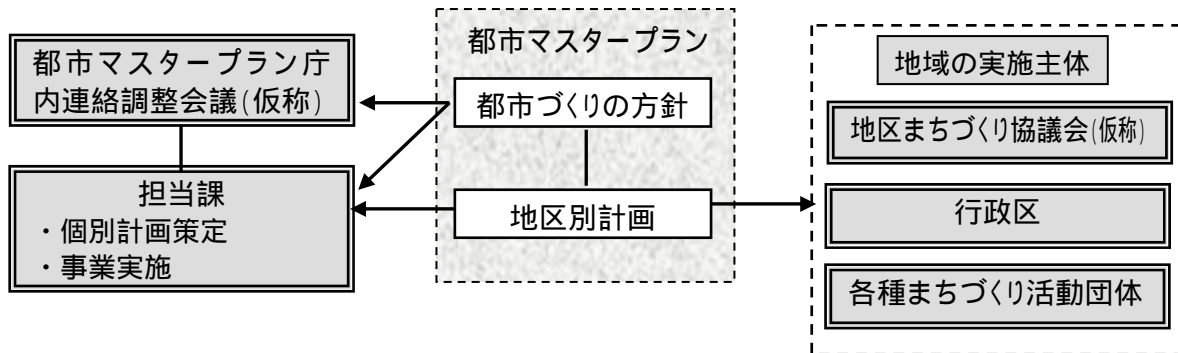 都市マスタープラン庁
内連絡調整会議(仮称)
担当課
・個別計画策定
・事業実施
都市マスタープラン
都市づくりの方針
地区別計画
地域の実施主体
地区まちづくり協議会(仮称)
行政区
各種まちづくり活動団体